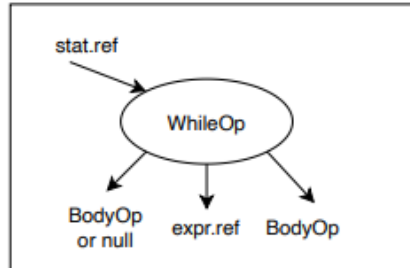 stat.ref
WhileOp
BodyOp
or null
expr.ref
BodyOp